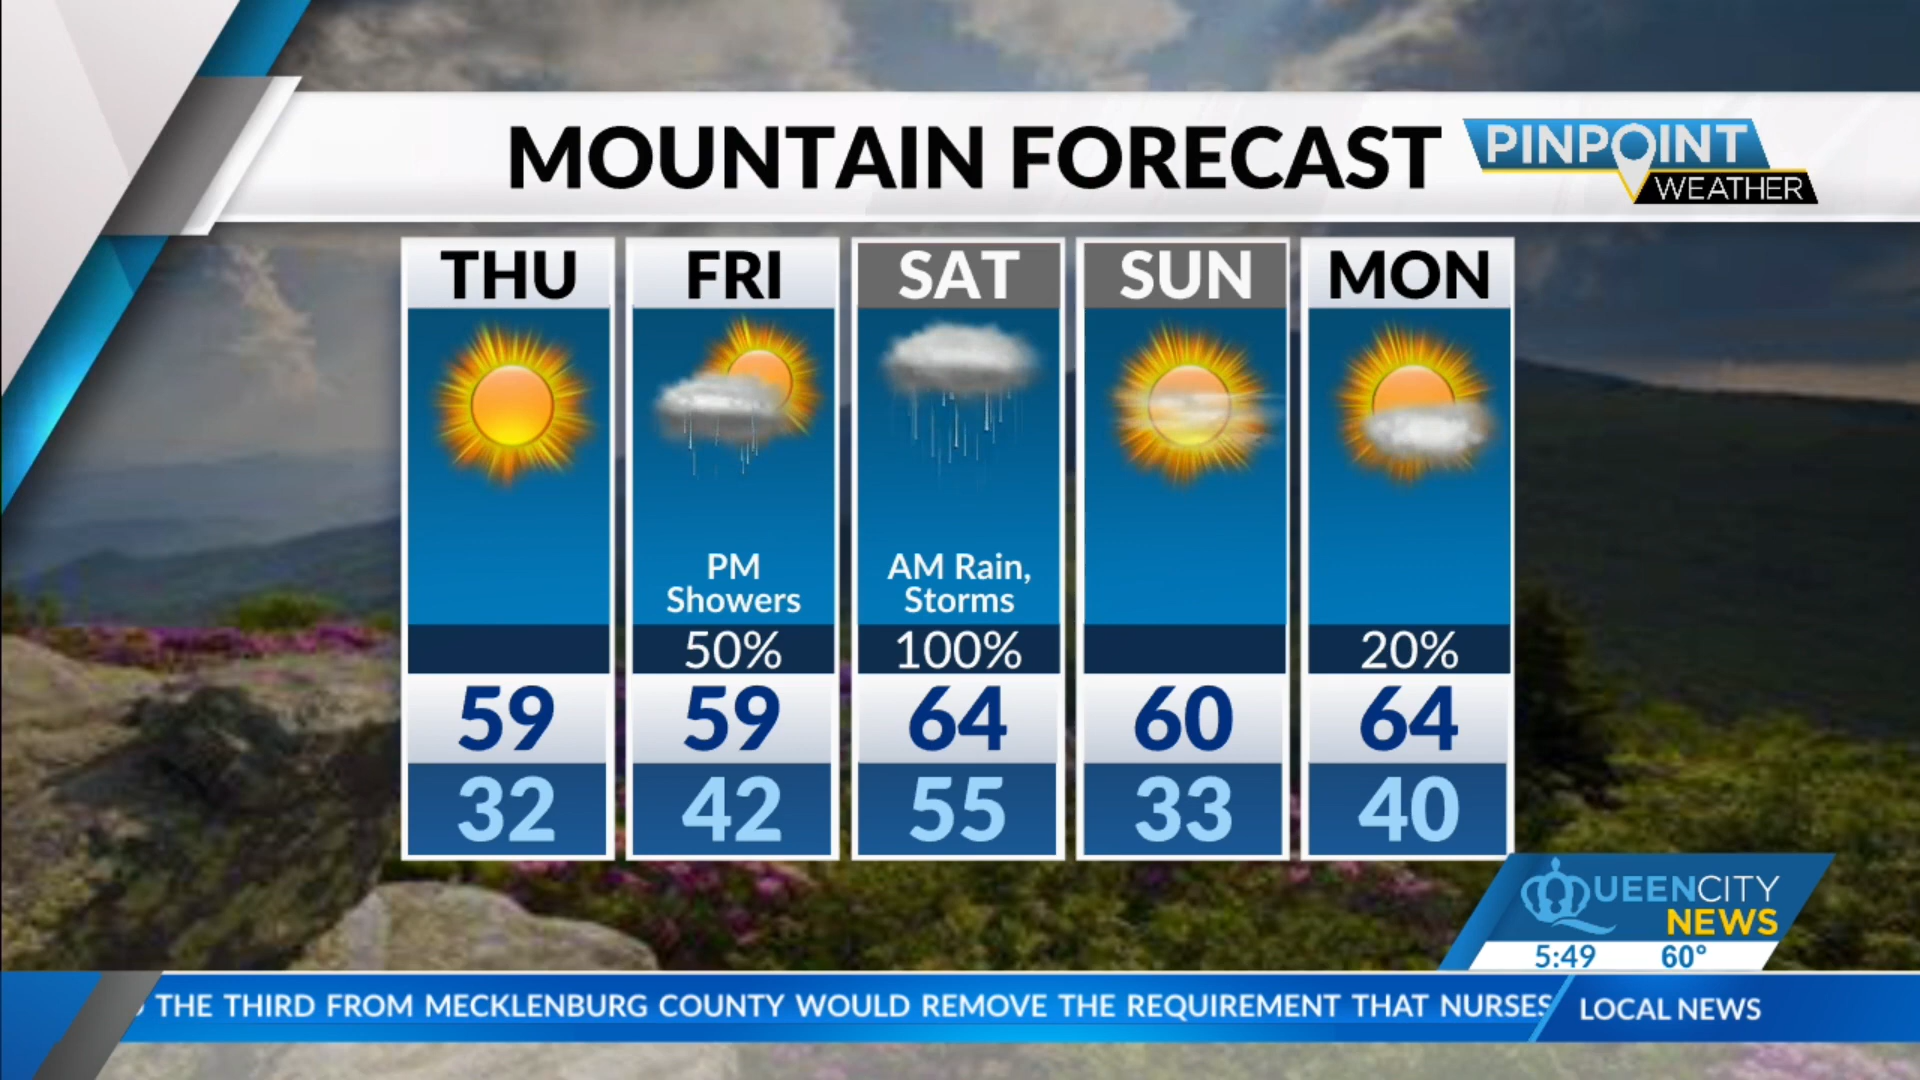 MOUNTAIN FORECAST
PINPOINT
WEATHER
THU
FRI
SAT
SUN
MON
PM
Showers
AM Rain,
Storms
50%
100%
20%
59
59
64
60
64
32
42
55
33
40
QUEENCITY
NEWS
5:49 60°
THE THIRD FROM MECKLENBURG COUNTY WOULD REMOVE THE REQUIREMENT THAT NURSES
LOCAL NEWS